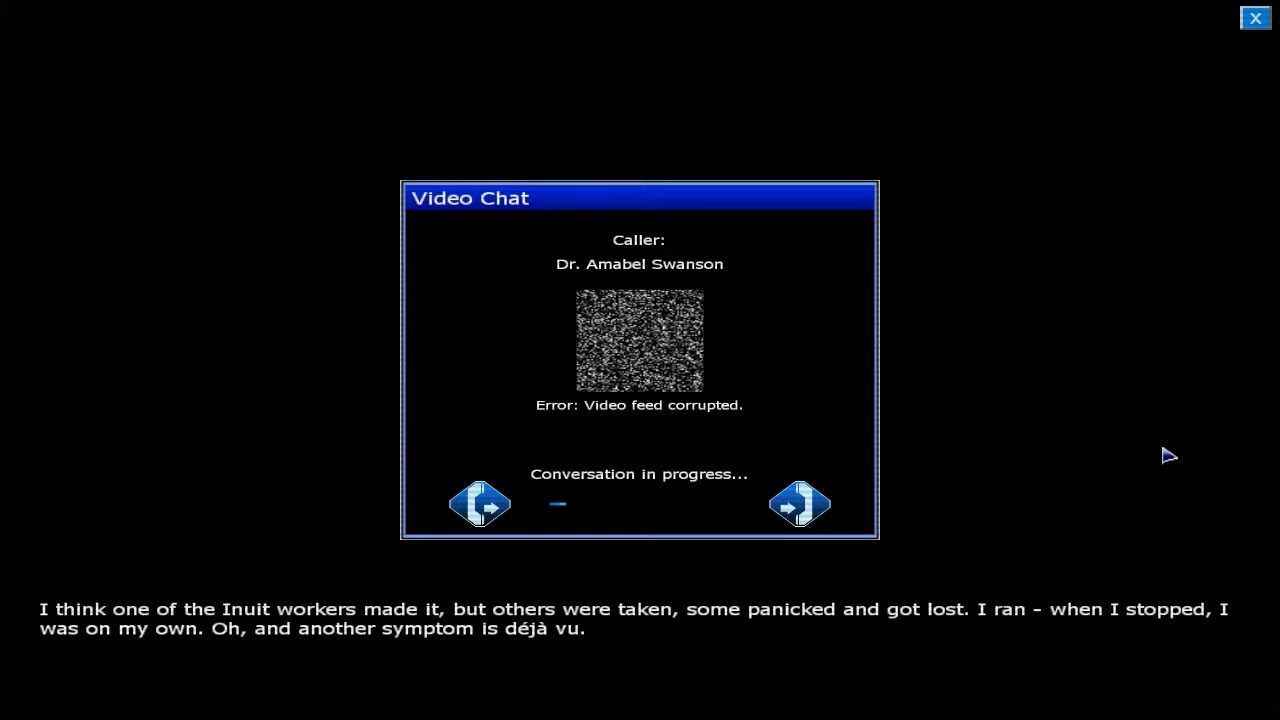 X
Video Chat
Caller:
Dr. Amabel Swanson
Error: Video feed corrupted.
Conversation in progress...
I think one of the Inuit workers made it, but others were taken, some panicked and got lost. I ran - when I stopped, I
was on my own. Oh, and another symptom is déjà vu.